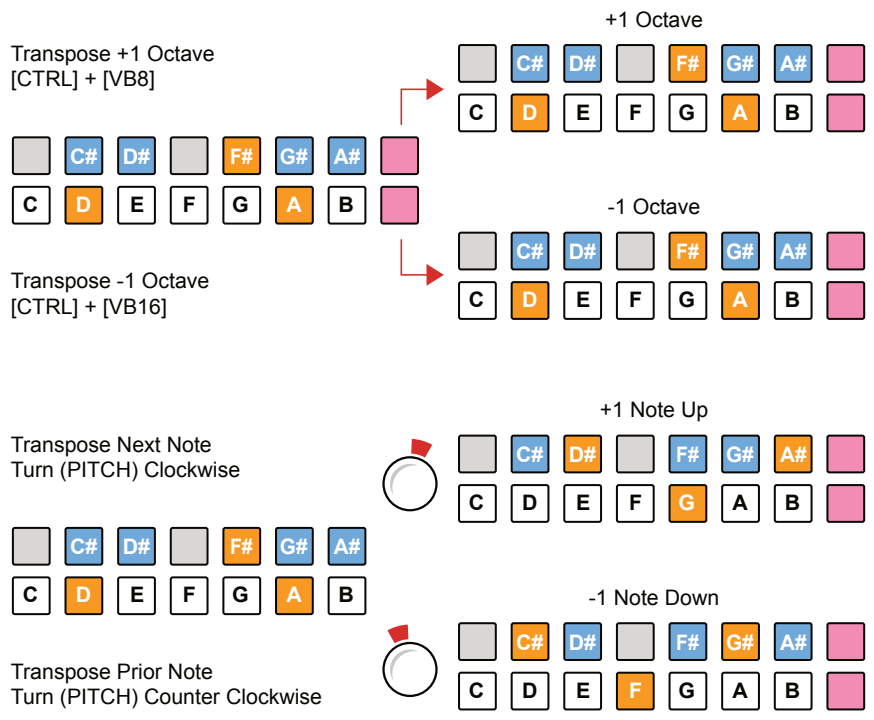 +1 Octave
Transpose +1 Octave
[CTRL] + [VB8]
C# D# F# G# A#
C D E F G A B
C# D# F# G# A#
C D E F G A B
-1 Octave
Transpose -1 Octave
[CTRL] + [VB16]
C# D# F# G# A#
C D E F G A B
+1 Note Up
Transpose Next Note
Turn (PITCH) Clockwise
C# D# F# G# A#
C D E F G A B
C# D# F# G# A#
C D E F G A B
-1 Note Down
Transpose Prior Note
Turn (PITCH) Counter Clockwise
C# D# F# G# A#
C D E F G A B